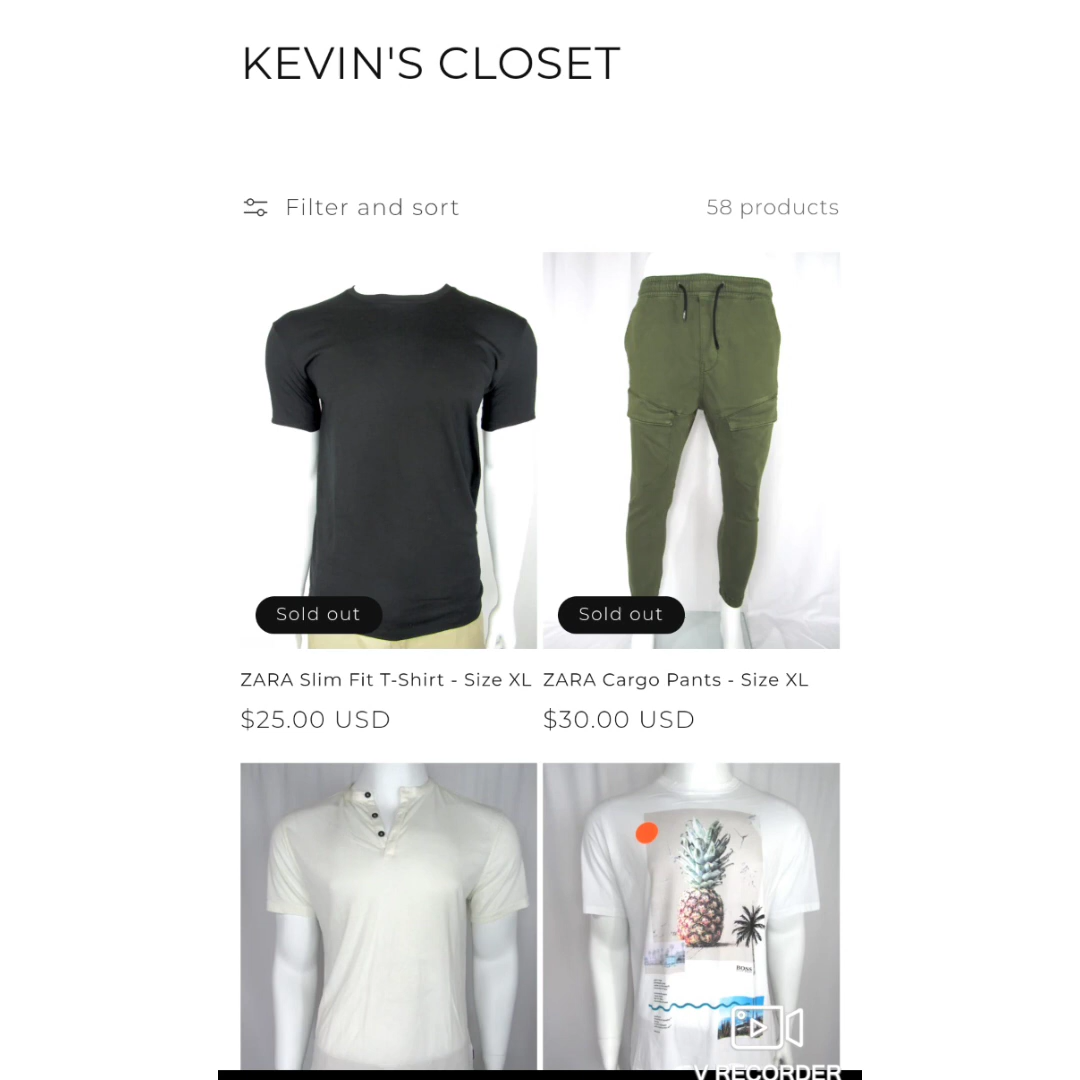 KEVIN'S CLOSET
Filter and sort
58 products
Sold out
Sold out
ZARA Slim Fit T-Shirt - Size XL
ZARA Cargo Pants - Size XL
$25.00 USD
$30.00 USD
BOSS
V RECORDER